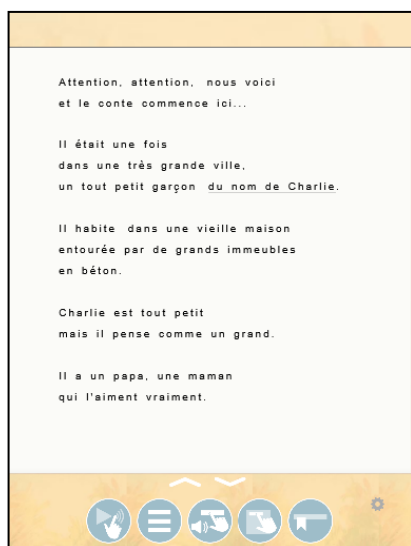 Attention, attention, nous voici
et le conte commence ici...
Il était une fois
dans une très grande ville,
un tout petit garçon du nom de Charlie.
Il habite dans une vieille maison
entourée par de grands immeubles
en béton.
Charlie est tout petit
mais il pense comme un grand.
Il a un papa, une maman
qui l'aiment vraiment.